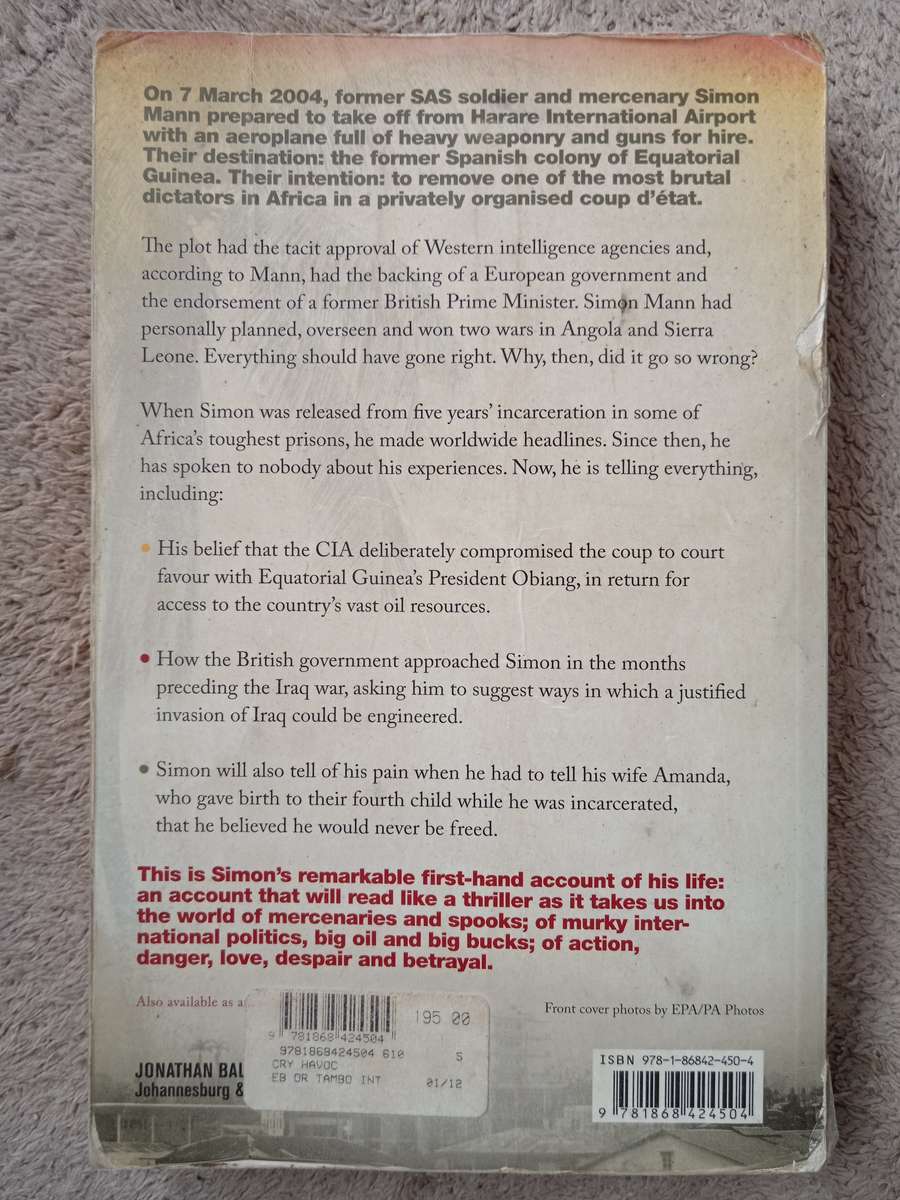 On 7 March 2004, former SAS soldier and mercenary Simon
Mann prepared to take off from Harare International Airport
with an aeroplane full of heavy weaponry and guns for hire.
Their destination: the former Spanish colony of Equatorial
Guinea. Their intention: to remove one of the most brutal
dictators in Africa in a privately organised coup d'état.
The plot had the tacit approval of Western intelligence agencies and,
according to Mann, had the backing of a European government and
the endorsement of a former British Prime Minister. Simon Mann had
personally planned, overseen and won two wars in Angola and Sierra
Leone. Everything should have gone right. Why, then, did it go so wrong?
When Simon was released from five years' incarceration in some of
Africa's toughest prisons, he made worldwide headlines. Since then, he
has spoken to nobody about his experiences. Now, he is telling everything,
including:
• His belief that the CIA deliberately compromised the coup to court
favour with Equatorial Guinea's President Obiang, in return for
access to the country's vast oil resources.
• How the British government approached Simon in the months
preceding the Iraq war, asking him to suggest ways in which a justified
invasion of Iraq could be engineered.
• Simon will also tell of his pain when he had to tell his wife Amanda,
who gave birth to their fourth child while he was incarcerated,
that he believed he would never be freed.
This is Simon's remarkable first-hand account of his life:
an account that will read like a thriller as it takes us into
the world of mercenaries and spooks; of murky inter-
national politics, big oil and big bucks; of action,
danger, love, despair and betrayal.
Also available as a
Front cover photos by EPA/PA Photos
195.00
9 781868 424504
9781868424504 610 S
CRY HAVOC
EB OR TAMBO INT 01/12
JONATHAN BAL
Johannesburg &
ISBN 978-1-86842-450-4
9 781868 424504